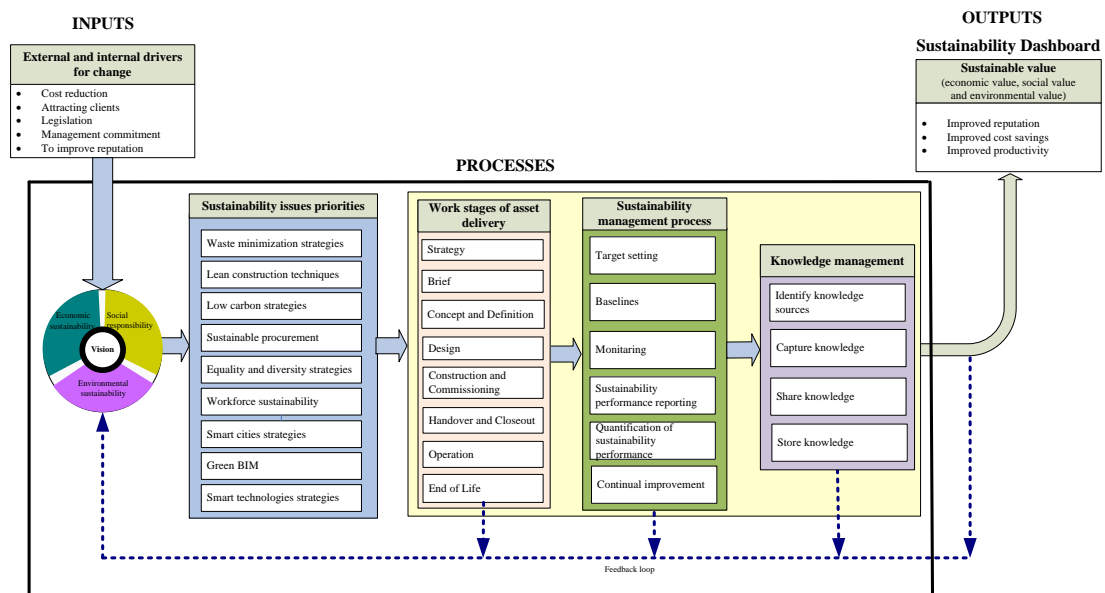 INPUTS
External and internal drivers
for change
• Cost reduction
• Attracting clients
• Legislation
• Management commitment
• To improve reputation
OUTPUTS
Sustainability Dashboard
Sustainable value
(economic value, social value
and environmental value)
• Improved reputation
• Improved cost savings
• Improved productivity
PROCESSES
Economic
sustainability
Social
responsibility
Vision
Environmental
sustainability
Sustainability issues priorities
Waste minimization strategies
Lean construction techniques
Low carbon strategies
Sustainable procurement
Equality and diversity strategies
Workforce sustainability
Smart cities strategies
Green BIM
Smart technologies strategies
Work stages of asset
delivery
Strategy
Brief
Concept and Definition
Design
Construction and
Commissioning
Handover and Closeout
Operation
End of Life
Sustainability
management process
Target setting
Baselines
Monitaring
Sustainability
performance reporting
Quantification of
sustainability
performance
Continual improvement
Knowledge management
Identify knowledge
sources
Capture knowledge
Share knowledge
Store knowledge
Feedback loop